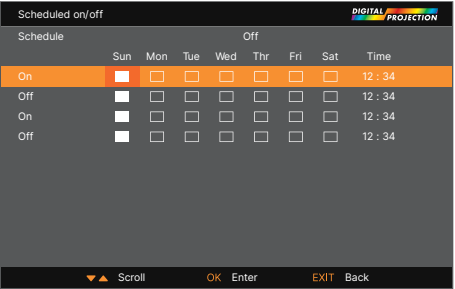 Scheduled on/off
DIGITAL
PROJECTION
Schedule Off
Sun Mon Tue Wed Thr Fri Sat Time
On 12 : 34
Off 12 : 34
On 12 : 34
Off 12 : 34
Scroll OK Enter EXIT Back